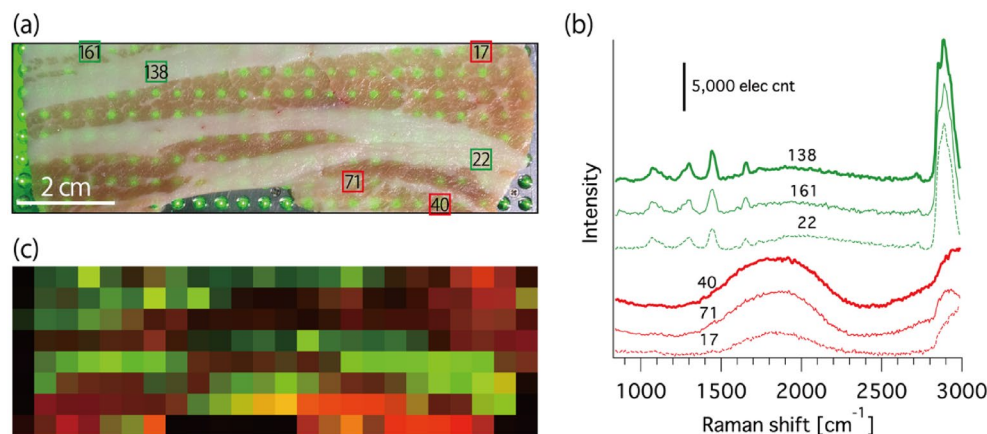 (a)
161
138
17
22
71
40
2 cm
(b)
5,000 elec cnt
138
161
22
40
71
17
Intensity
1000 1500 2000 2500 3000
Raman shift [cm⁻¹]
(c)